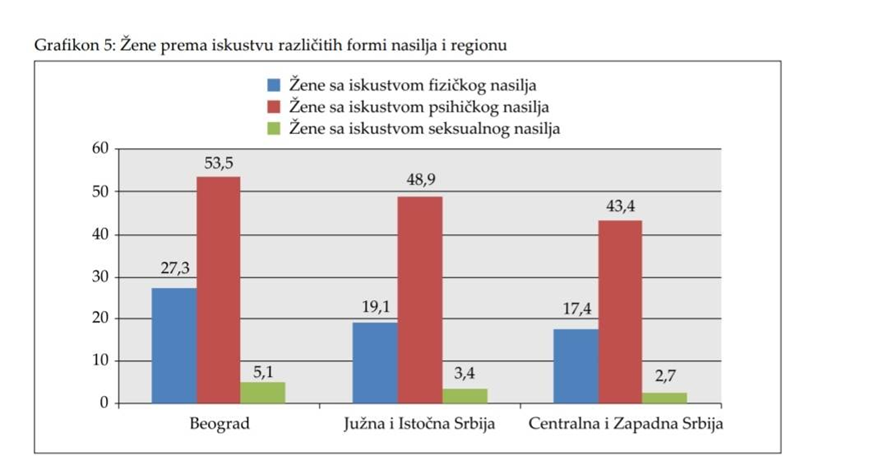 Grafikon 5: Žene prema iskustvu različitih formi nasilja i regionu
Žene sa iskustvom fizičkog nasilja
Žene sa iskustvom psihičkog nasilja
Žene sa iskustvom seksualnog nasilja
60
50
40
30
20
10
0
27,3
53,5
5,1
19,1
48,9
3,4
17,4
43,4
2,7
Beograd
Južna i Istočna Srbija
Centralna i Zapadna Srbija